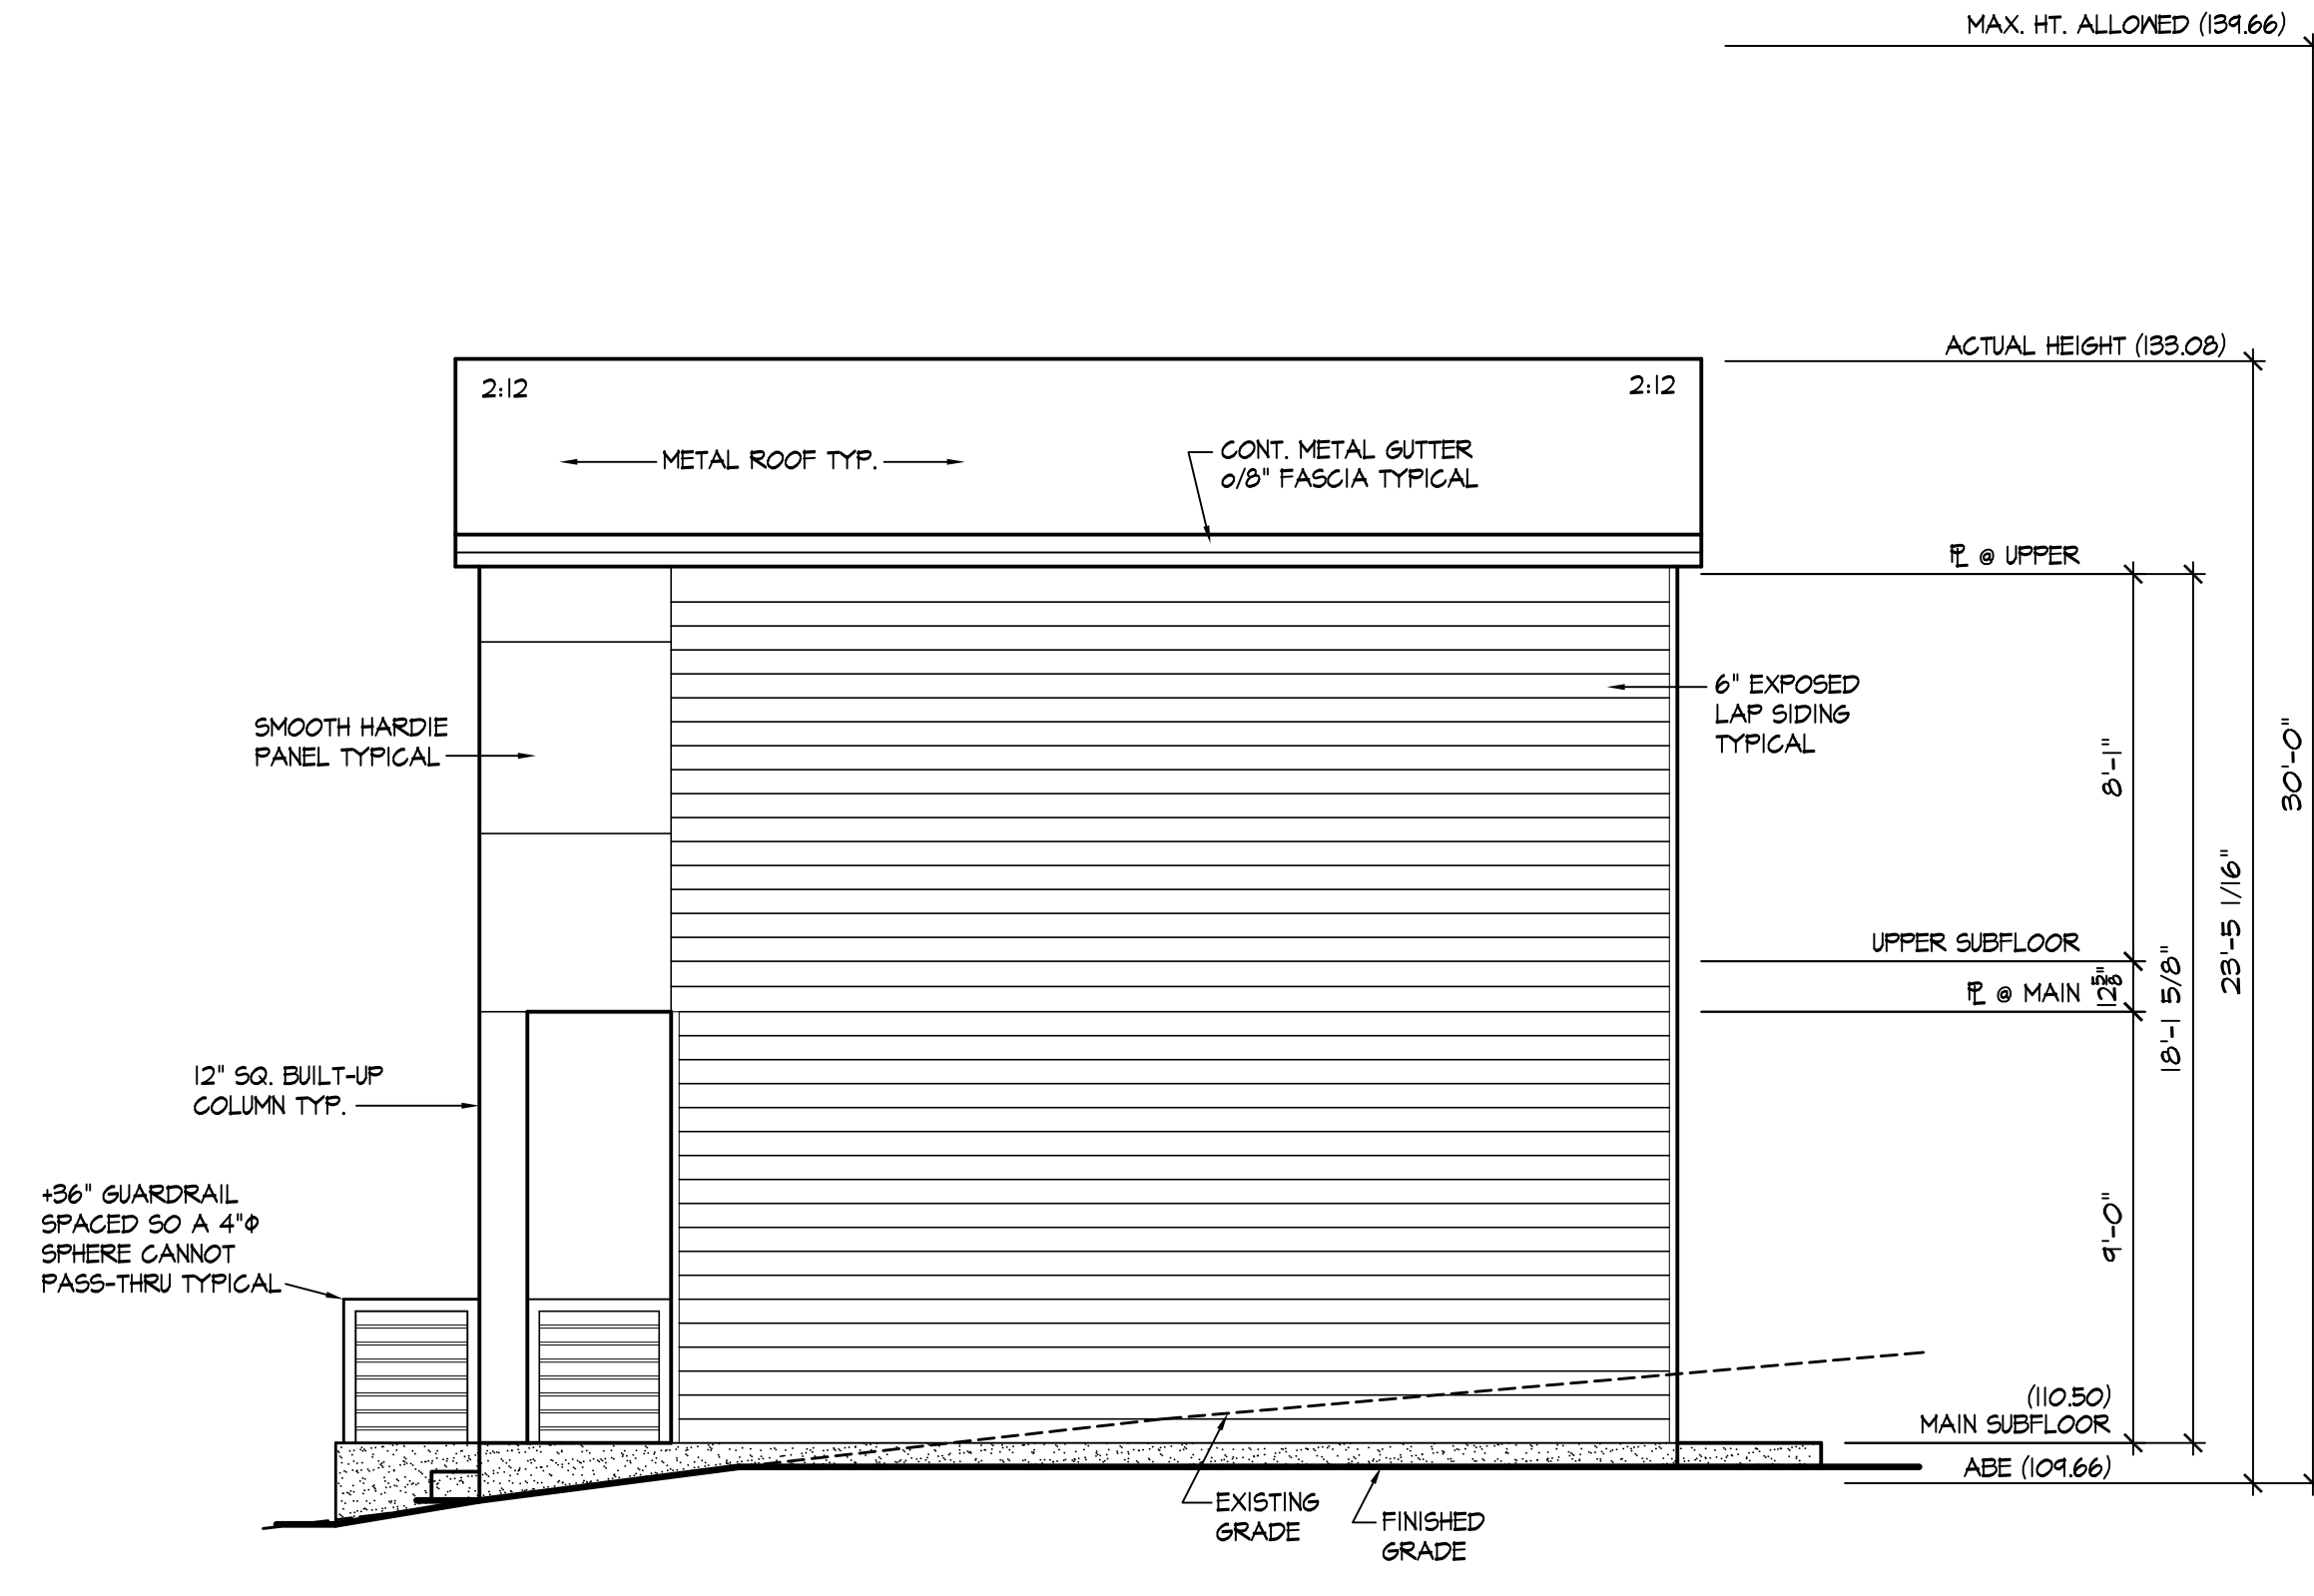 MAX. HT. ALLOWED (139.66)
ACTUAL HEIGHT (133.08)
2:12
2:12
METAL ROOF TYP.
CONT. METAL GUTTER
o/8" FASCIA TYPICAL
PL @ UPPER
SMOOTH HARDIE
PANEL TYPICAL
6" EXPOSED
LAP SIDING
TYPICAL
8'-1"
30'-0"
23'-5 1/16"
UPPER SUBFLOOR
PL @ MAIN
12 5/8"
18'-1 5/8"
12" SQ. BUILT-UP
COLUMN TYP.
+36" GUARDRAIL
SPACED SO A 4"Φ
SPHERE CANNOT
PASS-THRU TYPICAL
9'-0"
(110.50)
MAIN SUBFLOOR
ABE (109.66)
EXISTING
GRADE
FINISHED
GRADE